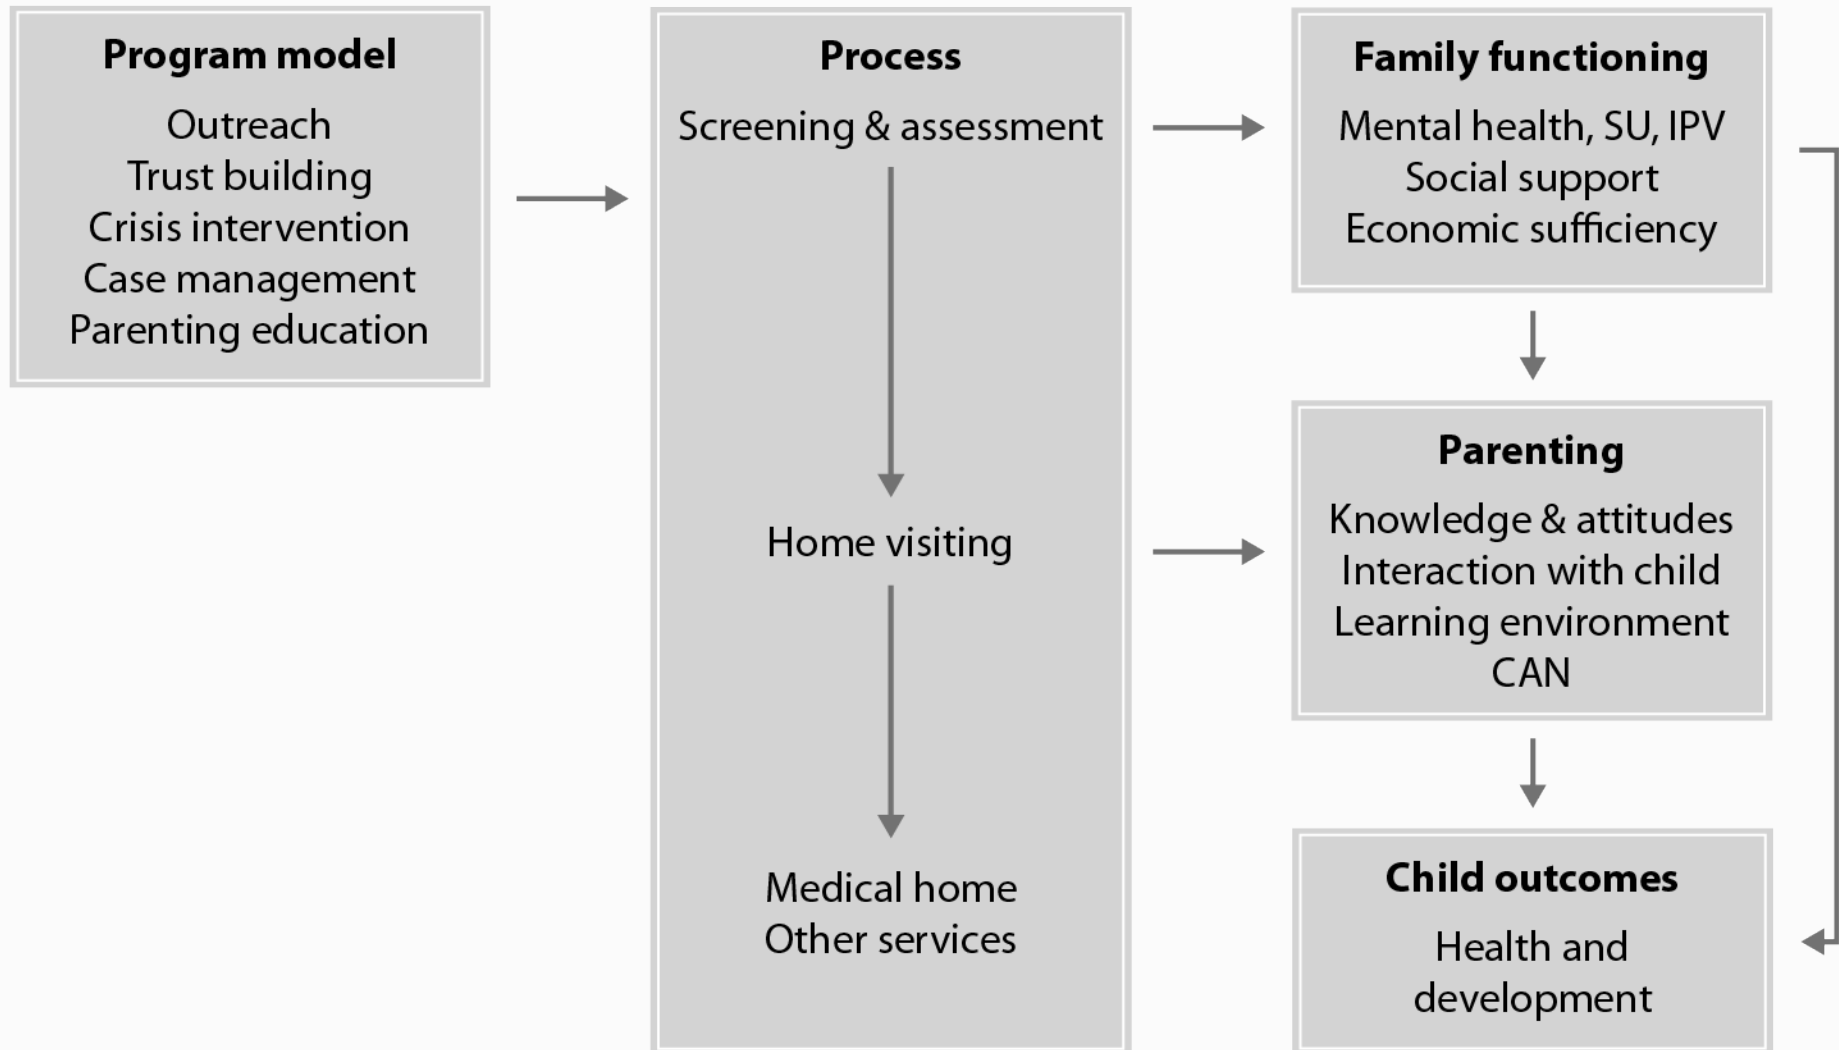 Program model
Outreach
Trust building
Crisis intervention
Case management
Parenting education
Process
Screening & assessment
Home visiting
Medical home
Other services
Family functioning
Mental health, SU, IPV
Social support
Economic sufficiency
Parenting
Knowledge & attitudes
Interaction with child
Learning environment
CAN
Child outcomes
Health and
development